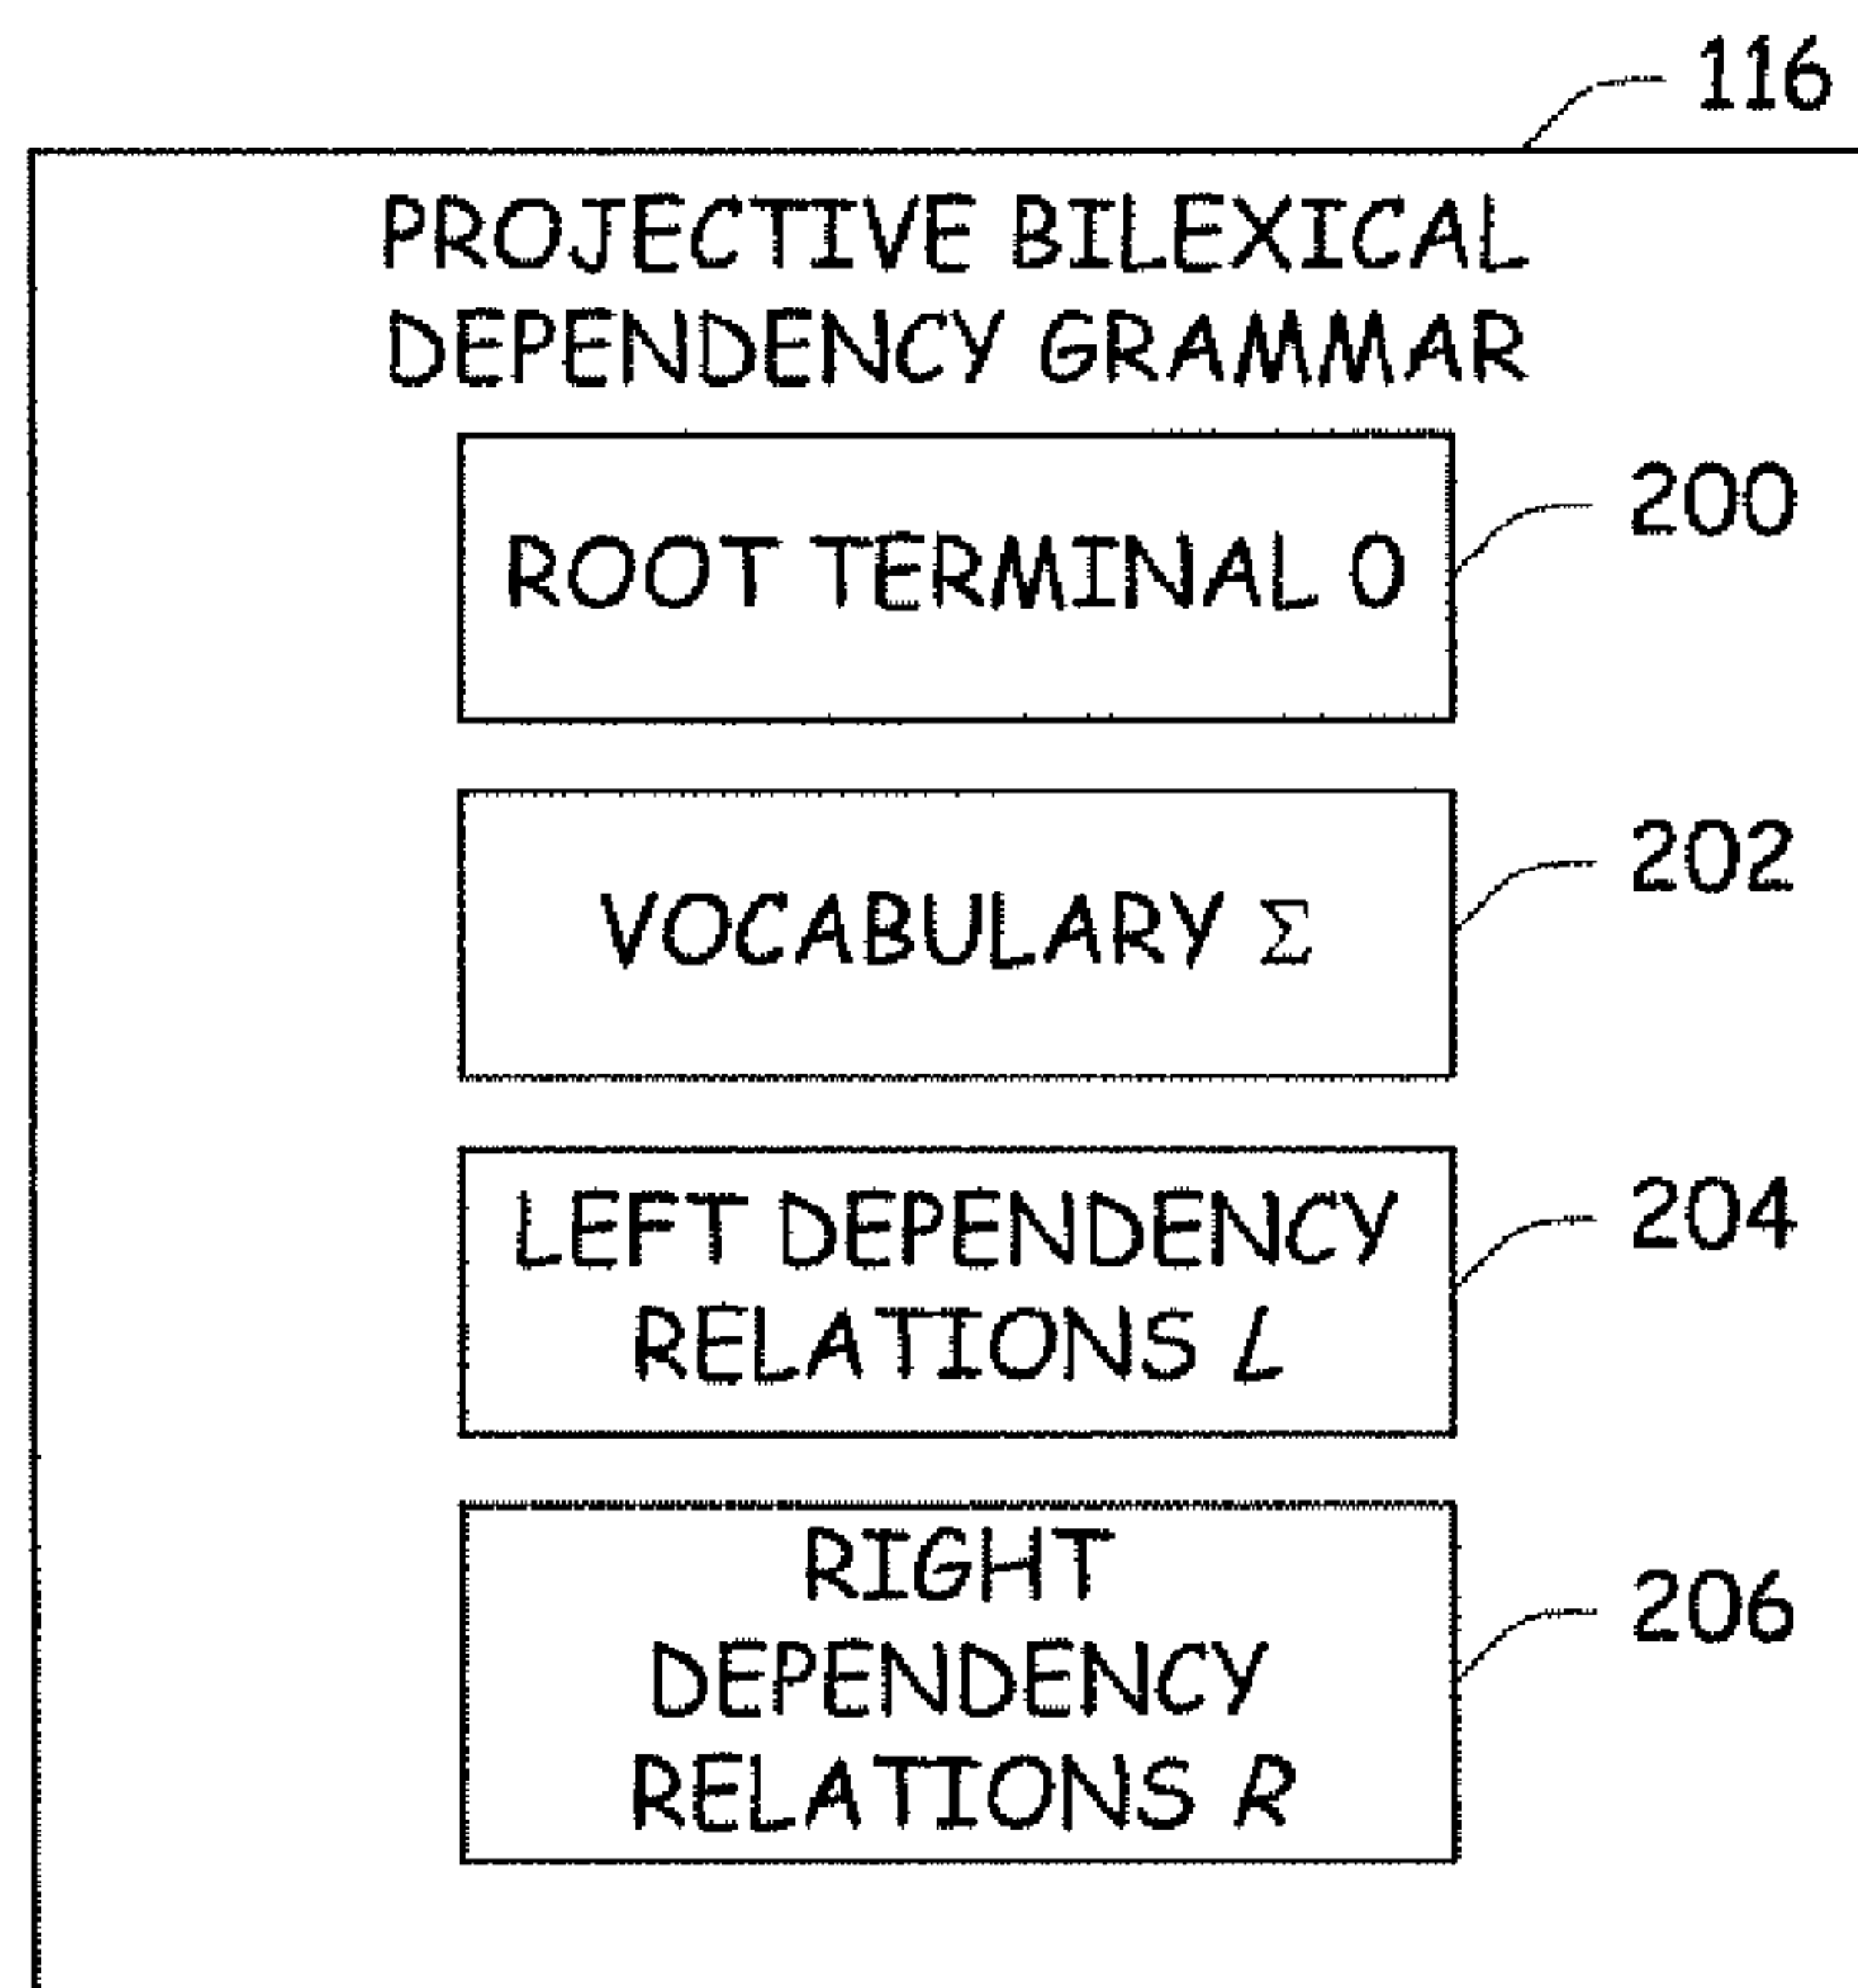 116
PROJECTIVE BILEXICAL
DEPENDENCY GRAMMAR
ROOT TERMINAL 0
200
VOCABULARY Σ
202
LEFT DEPENDENCY
RELATIONS L
204
RIGHT
DEPENDENCY
RELATIONS R
206